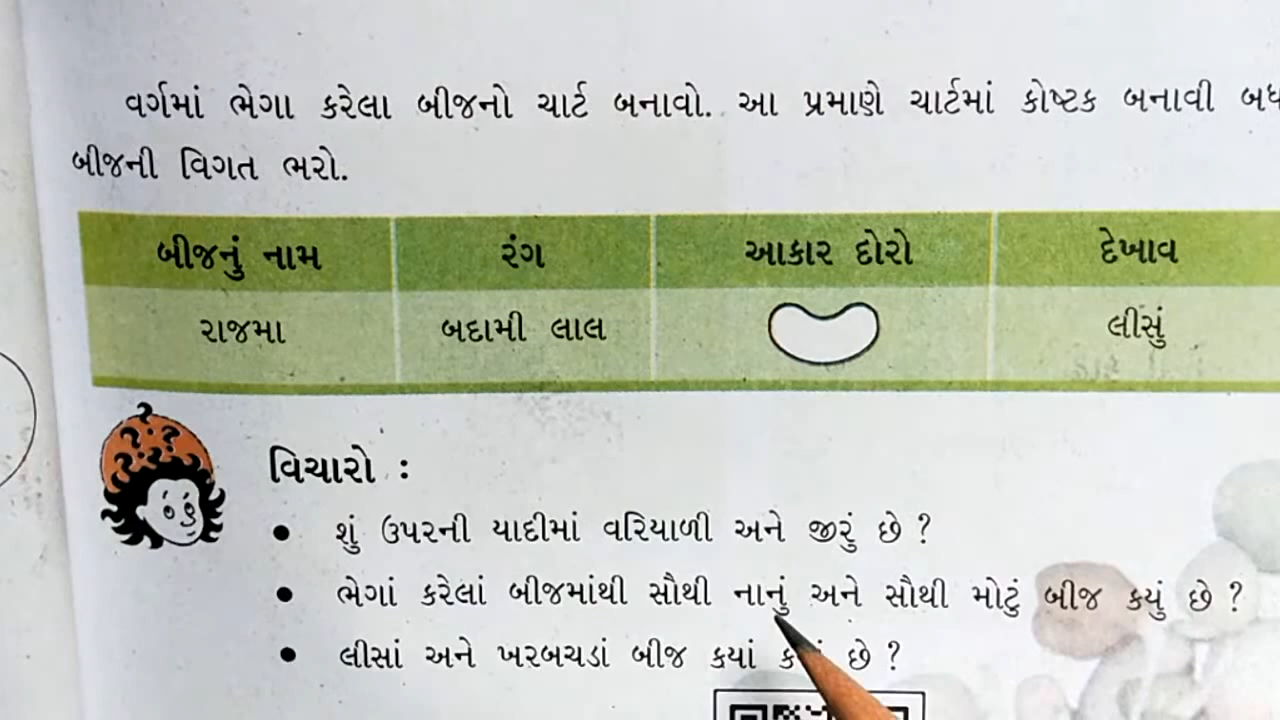 વર્ગમાં ભેગા કરેલા બીજનો ચાર્ટ બનાવો. આ પ્રમાણે ચાર્ટમાં કોષ્ટક બનાવી
બીજની વિગત ભરો.
બીજનું નામ રંગ આકાર દોરો દેખાવ
રાજમા બદામી લાલ લીસું
વિચારો :
• શું ઉપરની યાદીમાં વરિયાળી અને જીરું છે ?
• ભેગાં કરેલાં બીજમાંથી સૌથી નાનું અને સૌથી મોટું બીજ કયું છે ?
• લીસાં અને ખરબચડાં બીજ કયાં છે ?